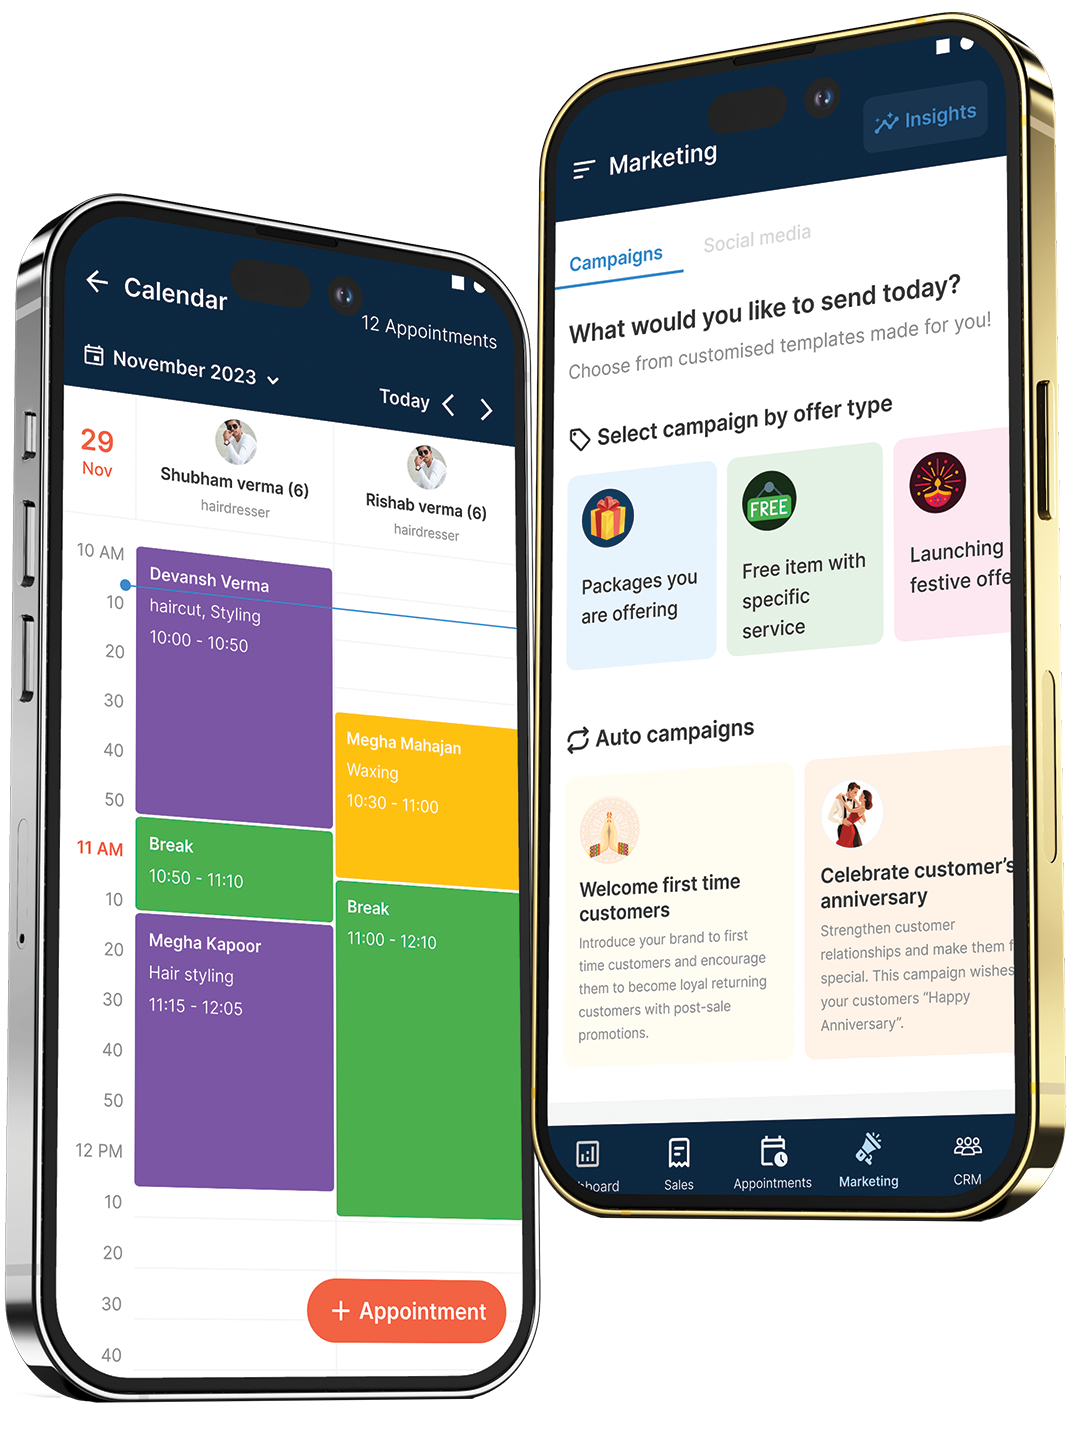 Calendar
12 Appointments
November 2023
Today
29
Nov
Shubham verma (6)
hairdresser
Rishab verma (6)
hairdresser
10 AM
10
20
30
40
50
11 AM
10
20
30
40
50
12 PM
10
20
30
40
Devansh Verma
haircut, Styling
10:00 - 10:50
Break
10:50 - 11:10
Megha Kapoor
Hair styling
11:15 - 12:05
Megha Mahajan
Waxing
10:30 - 11:00
Break
11:00 - 12:10
+ Appointment
Marketing
Insights
Campaigns
Social media
What would you like to send today?
Choose from customised templates made for you!
Select campaign by offer type
Packages you
are offering
FREE
Free item with
specific
service
Launching
festive offe
Auto campaigns
Welcome first time
customers
Introduce your brand to first
time customers and encourage
them to become loyal returning
customers with post-sale
promotions.
Celebrate customer's
anniversary
Strengthen customer
relationships and make them f
special. This campaign wishes
your customers “Happy
Anniversary”.
hboard
Sales
Appointments
Marketing
CRM